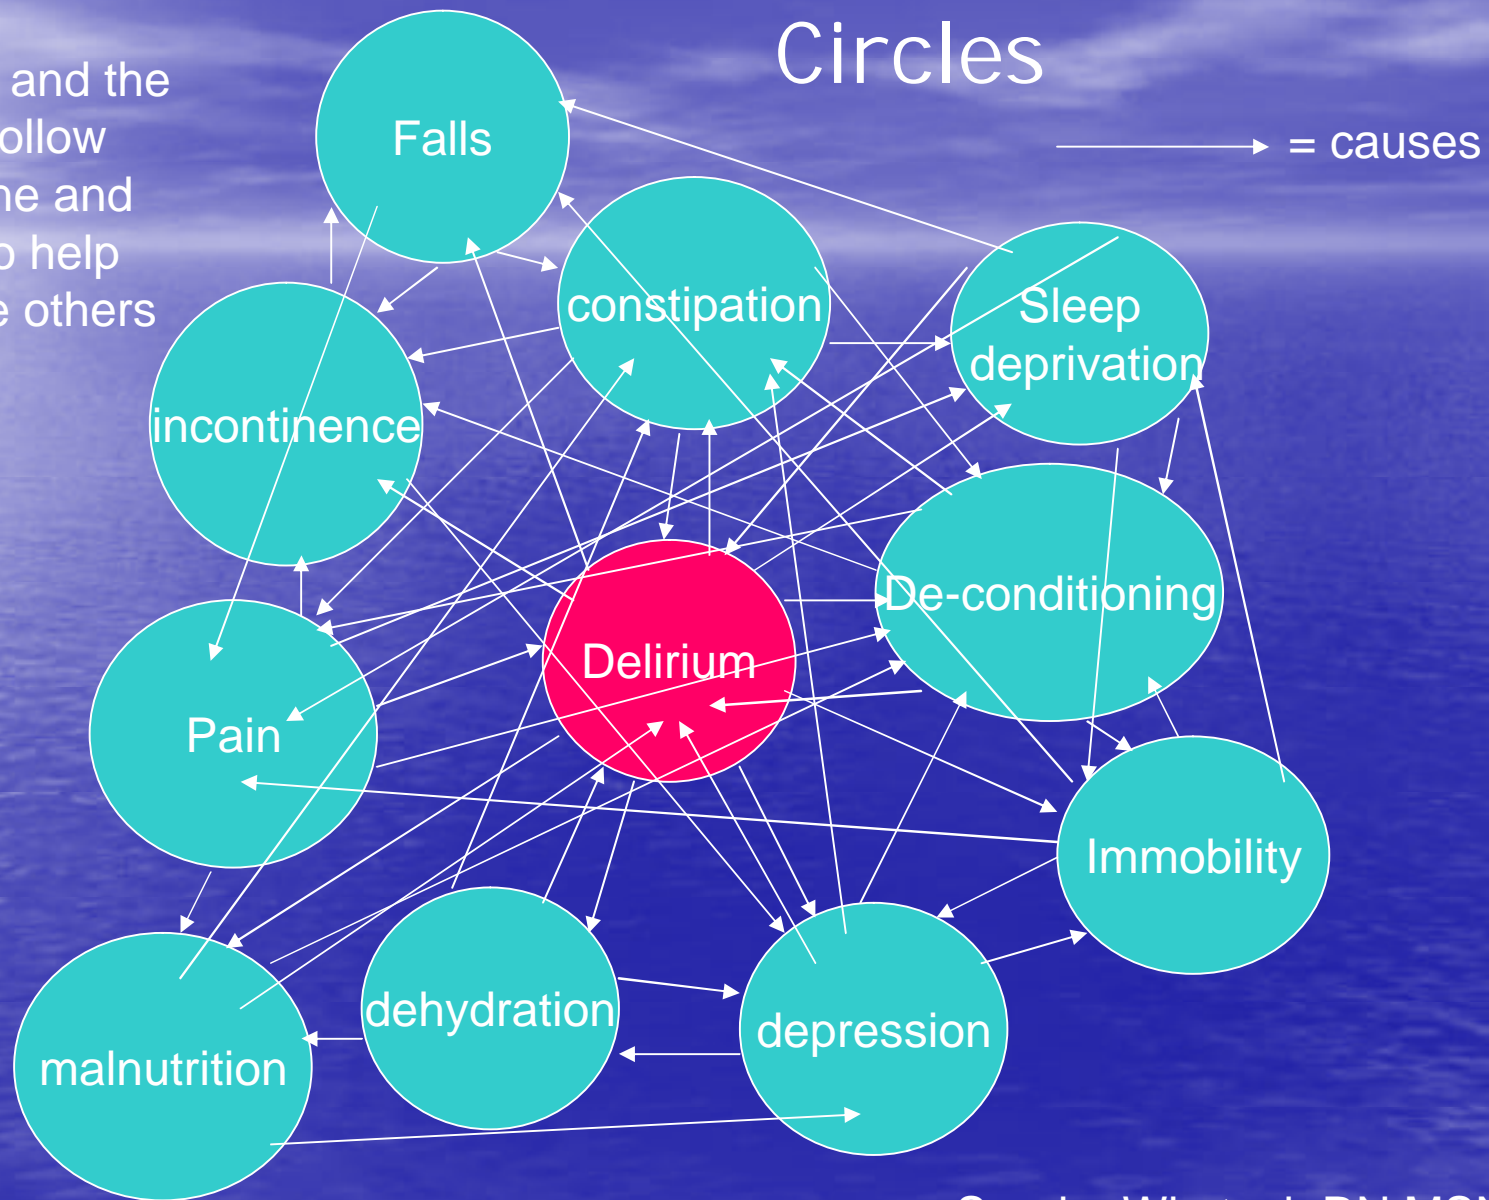 Circles
and the
ollow
and
help
others
= causes
Falls
constipation
Sleep
deprivation
incontinence
De-conditioning
Delirium
Pain
Immobility
dehydration
depression
malnutrition